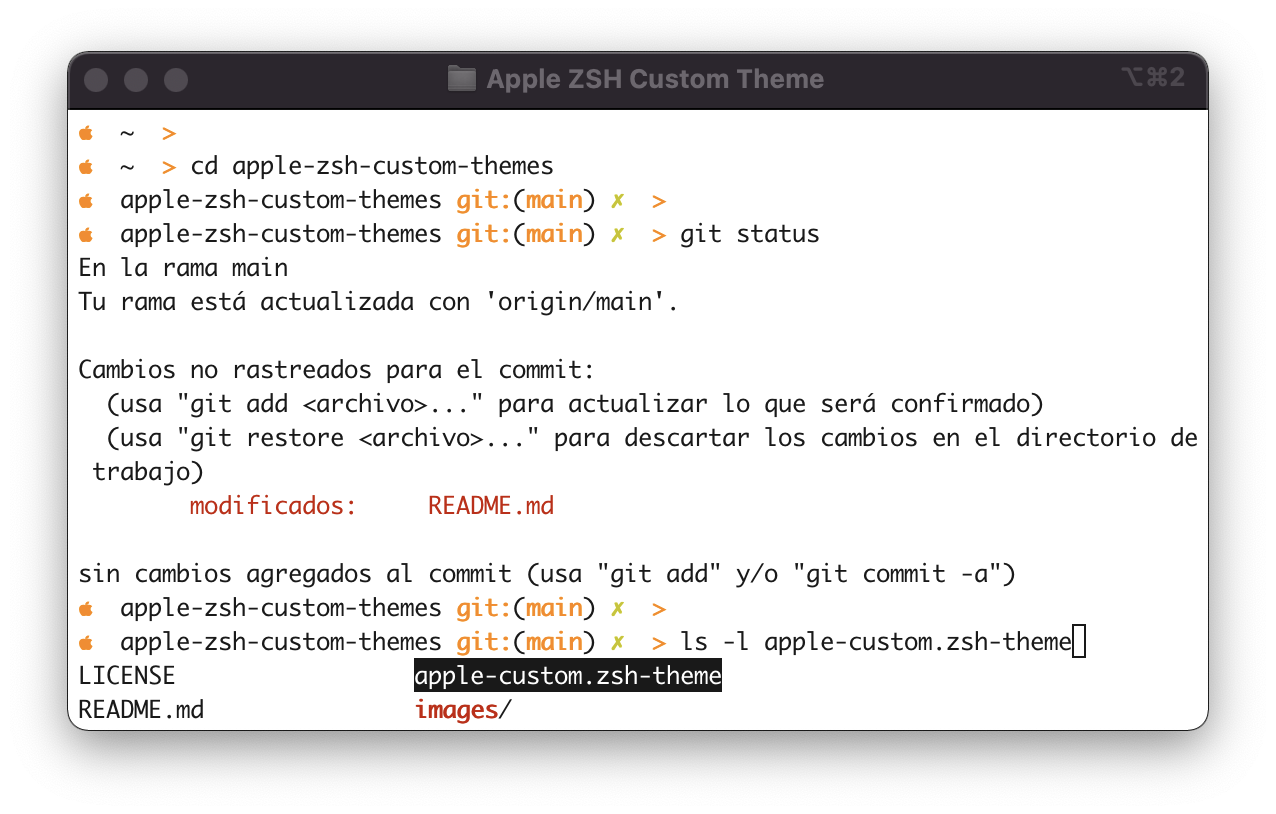 Apple ZSH Custom Theme ⌥⌘2
 ~ >
 ~ > cd apple-zsh-custom-themes
 apple-zsh-custom-themes git:(main) ✗ >
 apple-zsh-custom-themes git:(main) ✗ > git status
En la rama main
Tu rama está actualizada con 'origin/main'.
Cambios no rastreados para el commit:
(usa "git add <archivo>..." para actualizar lo que será confirmado)
(usa "git restore <archivo>..." para descartar los cambios en el directorio de
trabajo)
modificados: README.md
sin cambios agregados al commit (usa "git add" y/o "git commit -a")
 apple-zsh-custom-themes git:(main) ✗ >
 apple-zsh-custom-themes git:(main) ✗ > ls -l apple-custom.zsh-theme
LICENSE apple-custom.zsh-theme
README.md images/